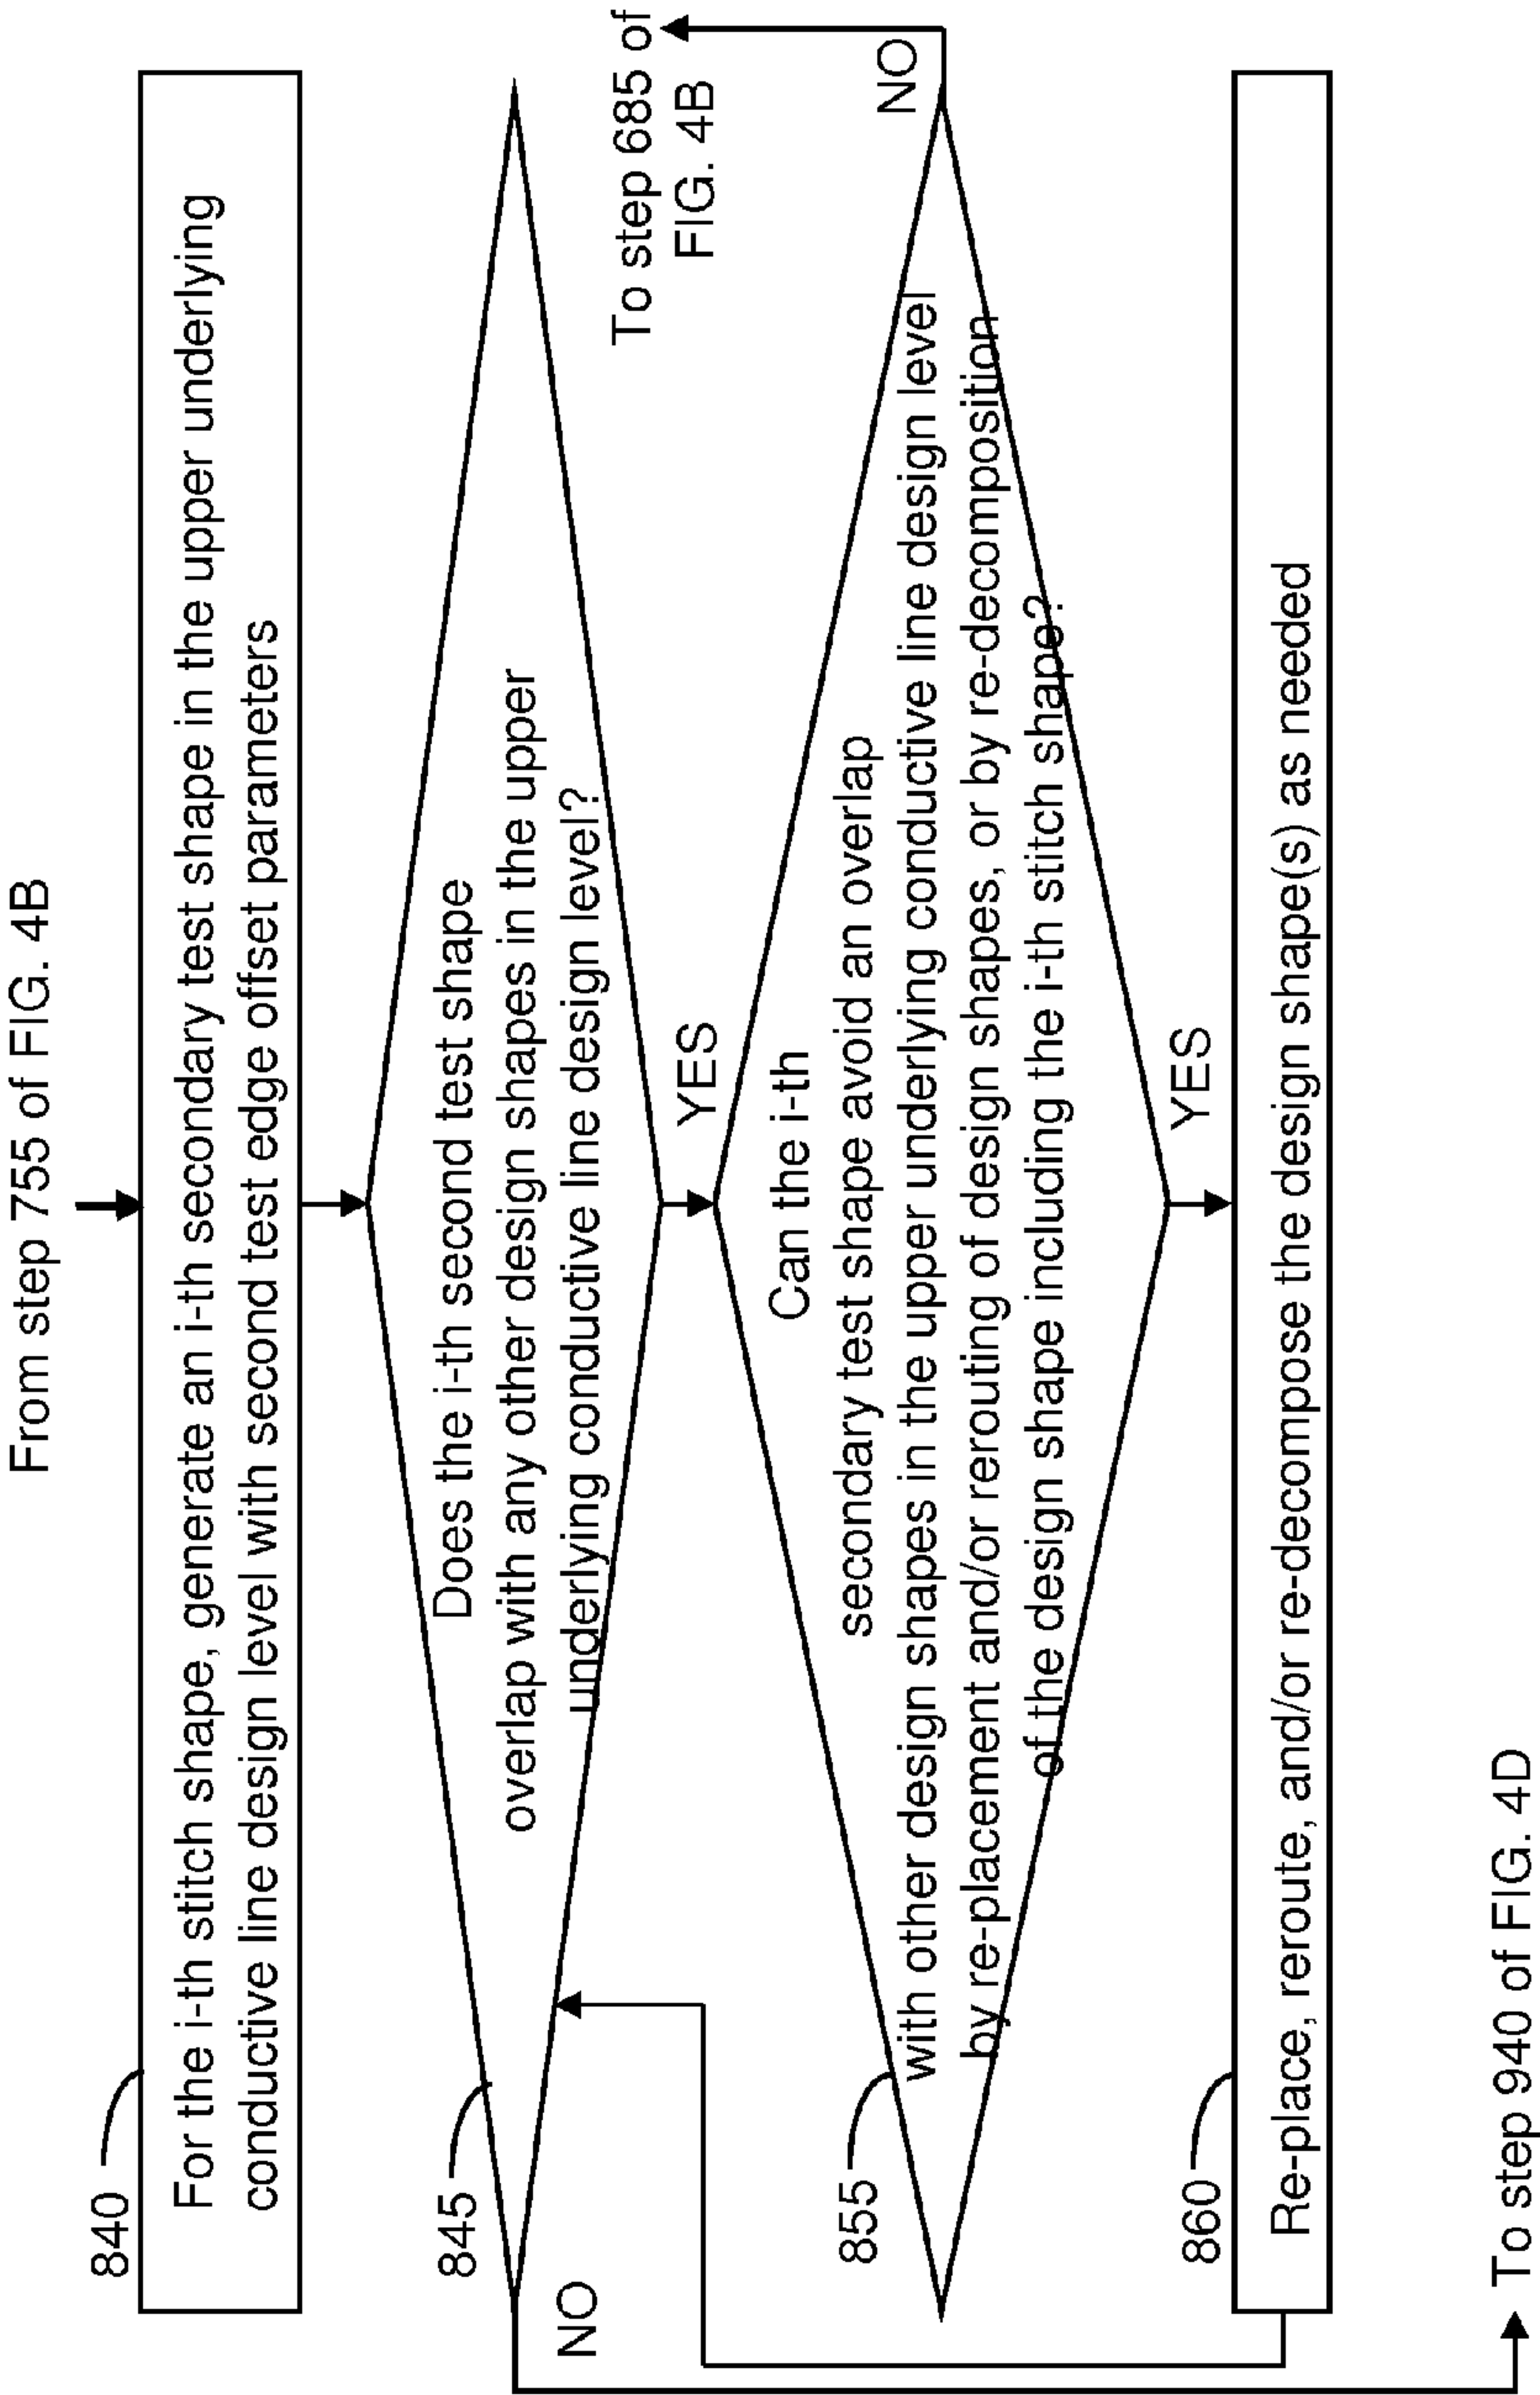 From step 755 of FIG. 4B
840
For the i-th stitch shape, generate an i-th secondary test shape in the upper underlying
conductive line design level with second test edge offset parameters
845
Does the i-th second test shape
overlap with any other design shapes in the upper
underlying conductive line design level?
NO
YES
To step 685 of
FIG. 4B
855
Can the i-th
secondary test shape avoid an overlap
with other design shapes in the upper underlying conductive line design level
by re-placement and/or rerouting of design shapes, or by re-decomposition
of the design shape including the i-th stitch shape?
NO
YES
860
Re-place, reroute, and/or re-decompose the design shape(s) as needed
To step 940 of FIG. 4D